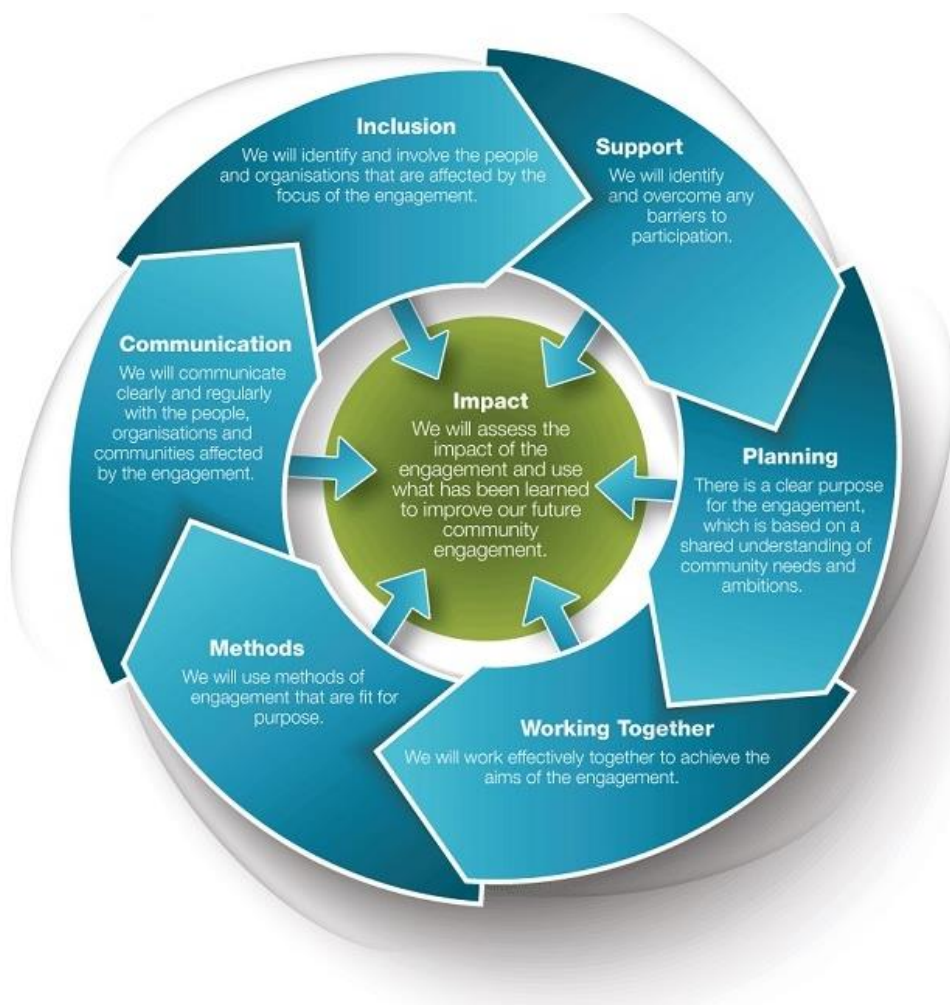 Inclusion
We will identify and involve the people
and organisations that are affected by the
focus of the engagement.
Support
We will identify
and overcome any
barriers to
participation.
Planning
There is a clear purpose
for the engagement,
which is based on a
shared understanding of
community needs and
ambitions.
Working Together
We will work effectively together to achieve the
aims of the engagement.
Methods
We will use methods of
engagement that are fit for
purpose.
Communication
We will communicate
clearly and regularly
with the people,
organisations and
communities affected
by the engagement.
Impact
We will assess the
impact of the
engagement and use
what has been learned
to improve our future
community
engagement.